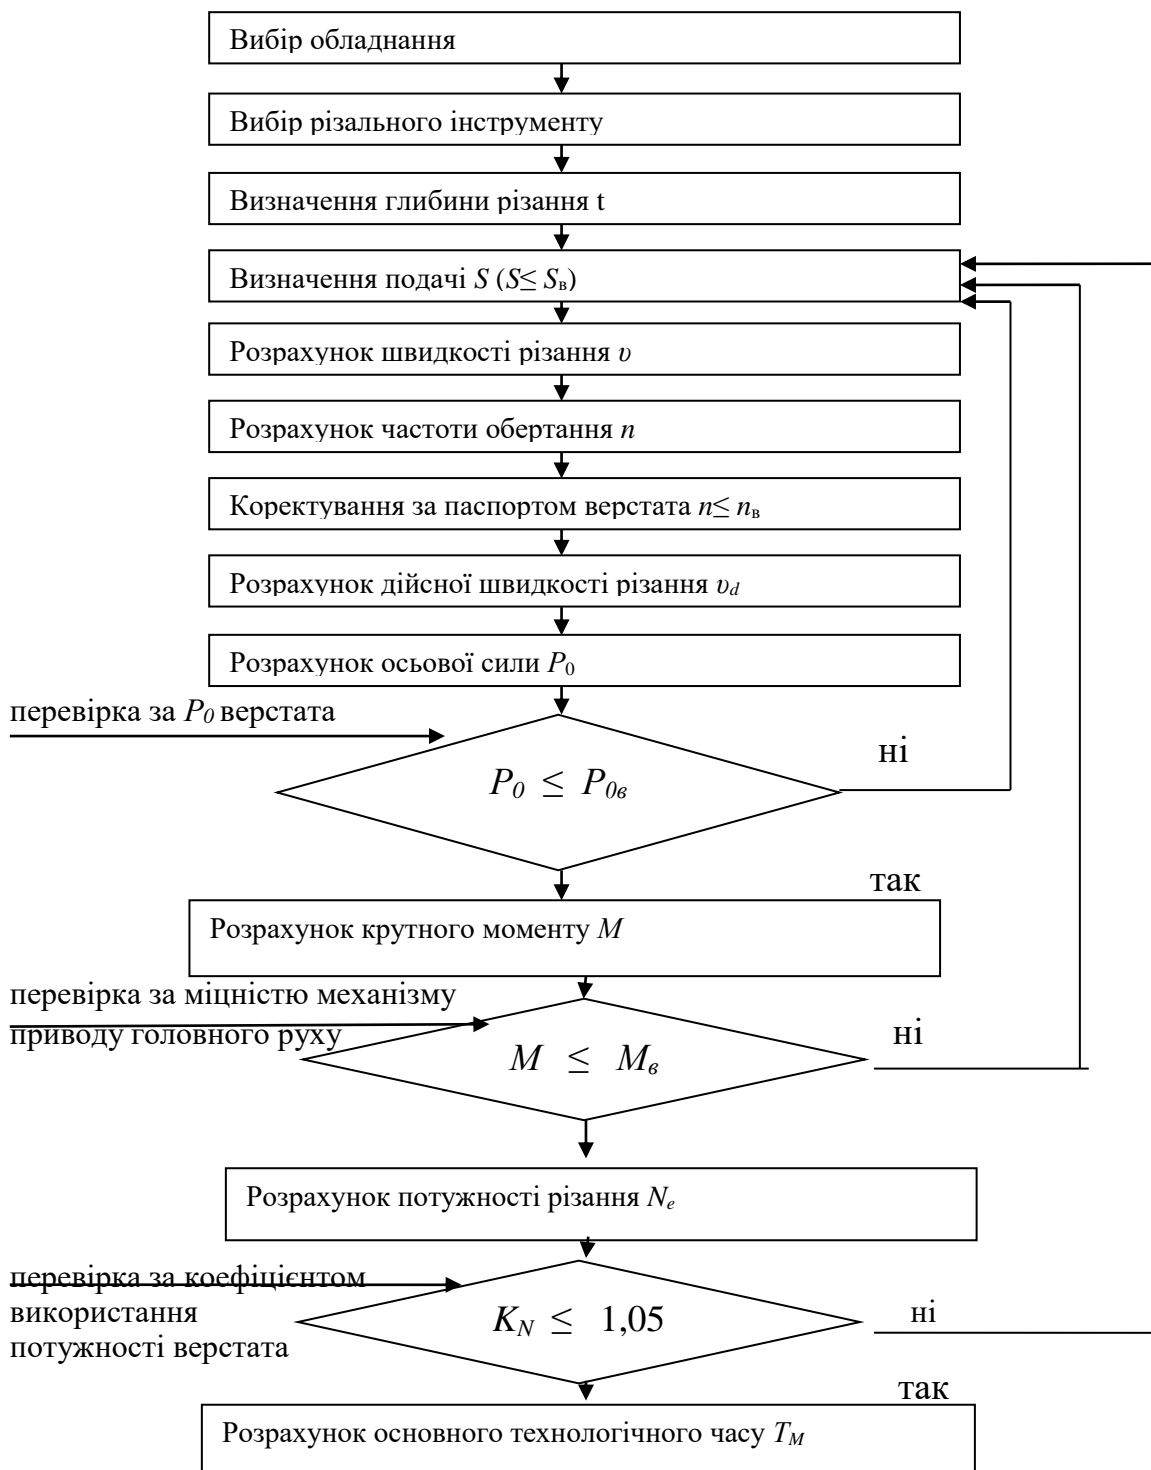 Вибір обладнання
Вибір різального інструменту
Визначення глибини різання t
Визначення подачі S (S≤ Sв)
Розрахунок швидкості різання υ
Розрахунок частоти обертання n
Коректування за паспортом верстата n≤ nв
Розрахунок дійсної швидкості різання υd
Розрахунок осьової сили P0
перевірка за P0 верстата
ні
P0 ≤ P0в
так
Розрахунок крутного моменту M
перевірка за міцністю механізму
приводу головного руху
ні
M ≤ Mв
Розрахунок потужності різання Ne
перевірка за коефіцієнтом
використання
потужності верстата
KN ≤ 1,05
ні
так
Розрахунок основного технологічного часу TM